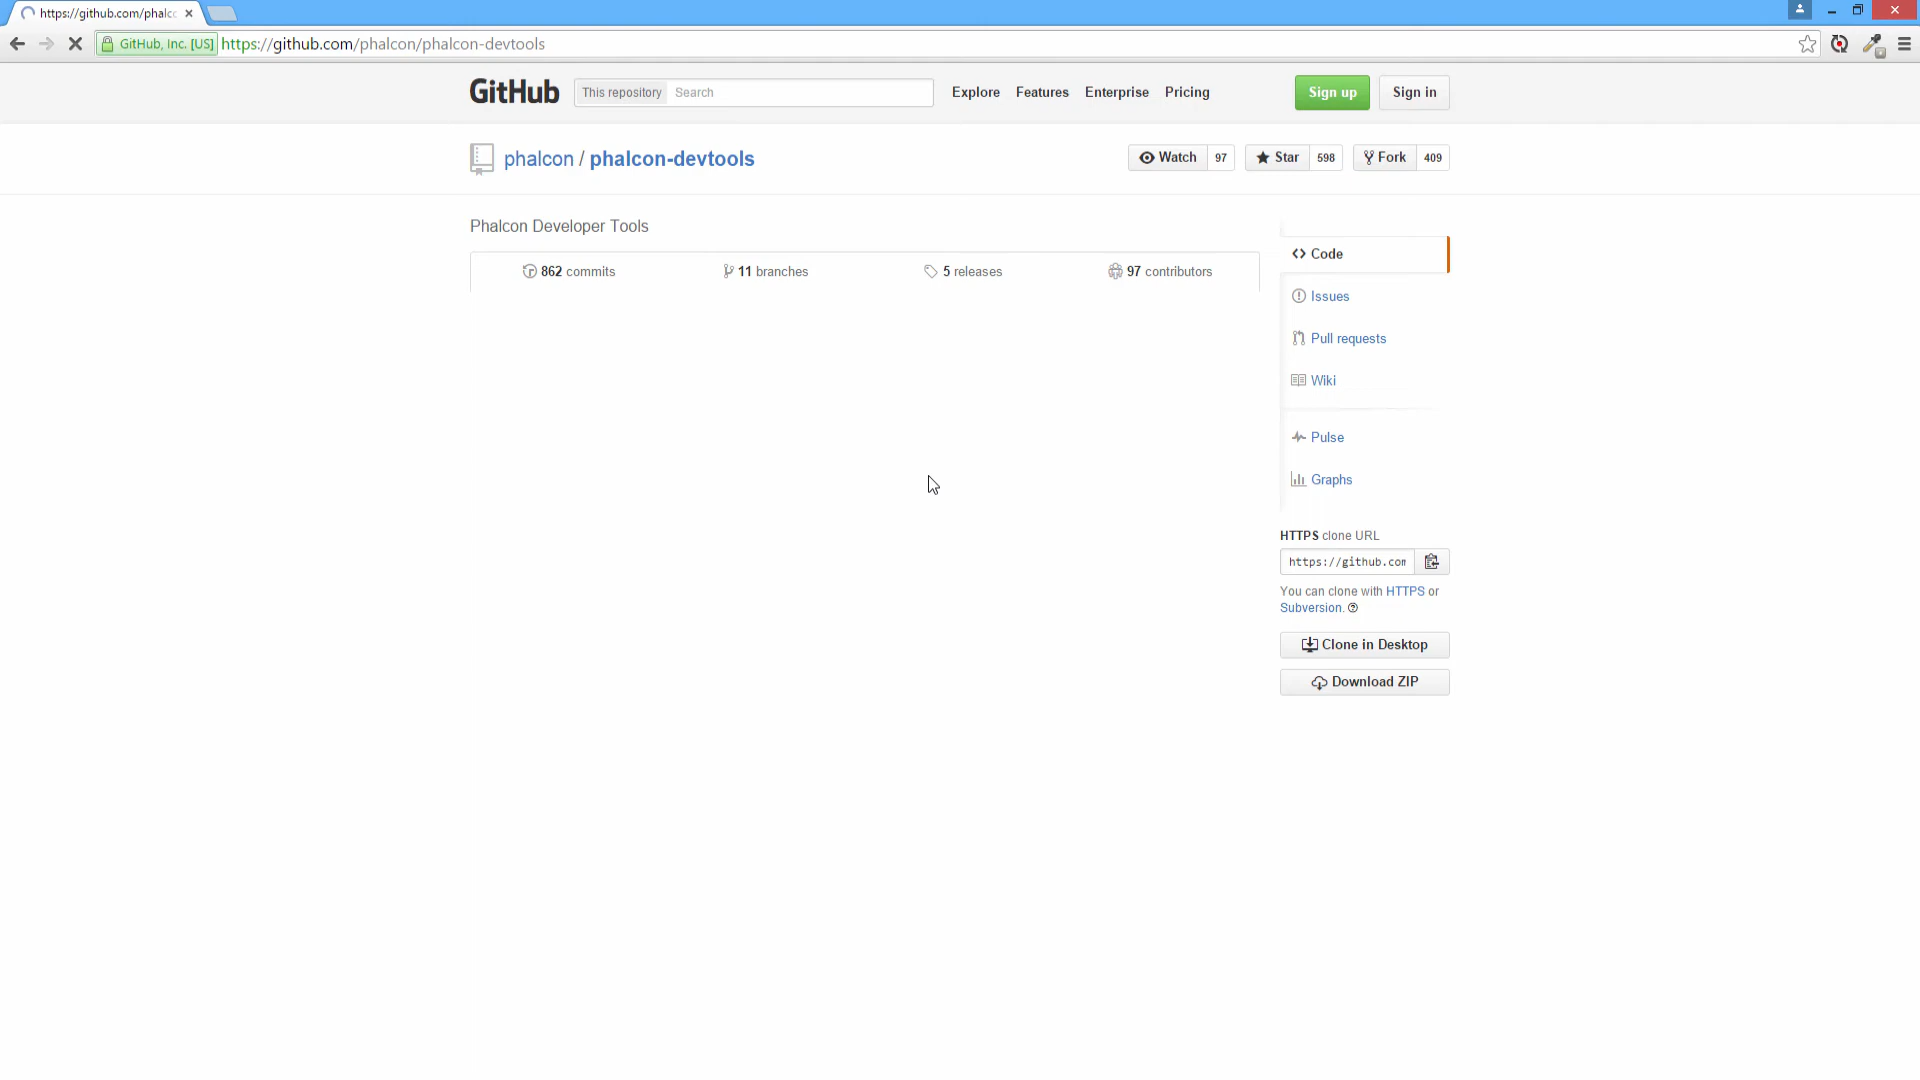 https://github.com/phalc
GitHub, Inc. [US] https://github.com/phalcon/phalcon-devtools
GitHub This repository Search Explore Features Enterprise Pricing Sign up Sign in
phalcon / phalcon-devtools Watch 97 Star 598 Fork 409
Phalcon Developer Tools
862 commits 11 branches 5 releases 97 contributors
Code
Issues
Pull requests
Wiki
Pulse
Graphs
HTTPS clone URL
https://github.com
You can clone with HTTPS or
Subversion.
Clone in Desktop
Download ZIP